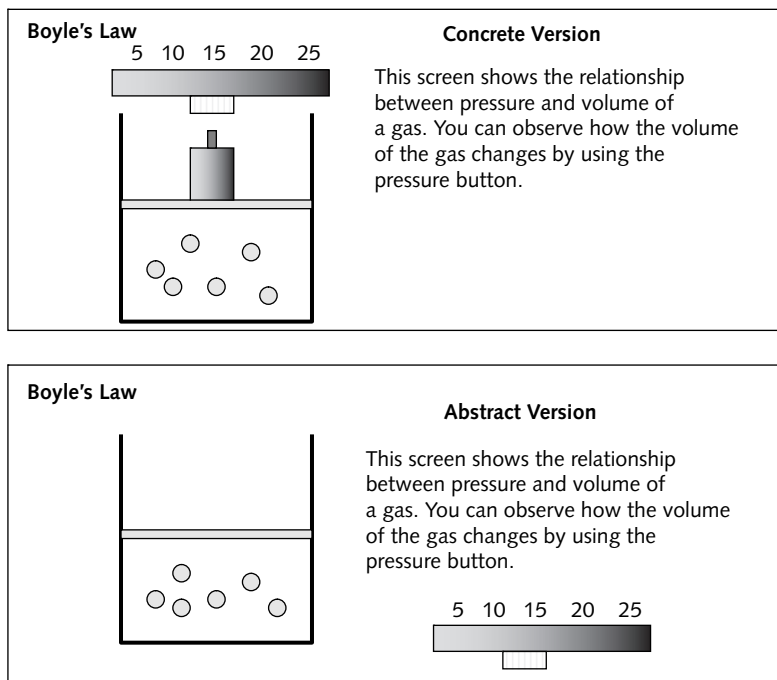 Boyle's Law
Concrete Version
5 10 15 20 25
This screen shows the relationship
between pressure and volume of
a gas. You can observe how the volume
of the gas changes by using the
pressure button.
Boyle's Law
Abstract Version
This screen shows the relationship
between pressure and volume of
a gas. You can observe how the volume
of the gas changes by using the
pressure button.
5 10 15 20 25